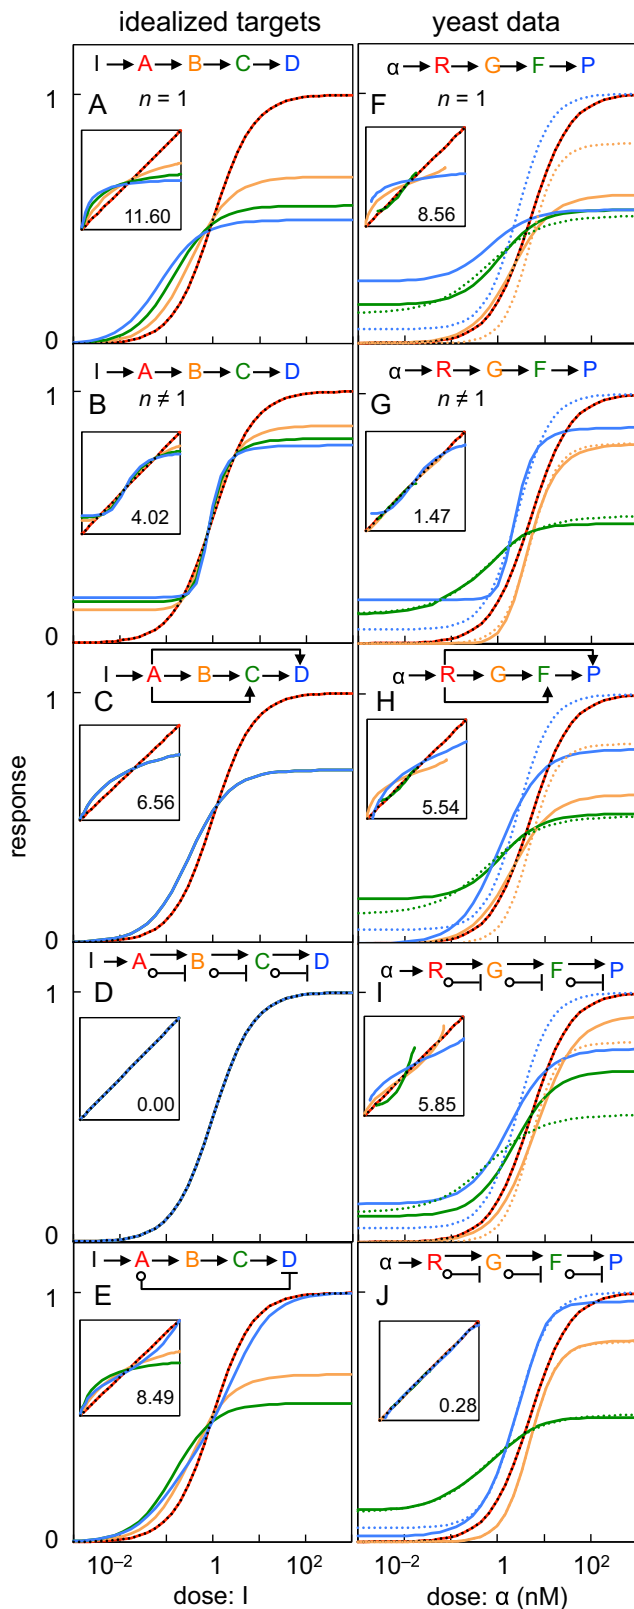 idealized targets
yeast data
I A B C D
A
n = 1
1
0
11.60
α R G F P
F
n = 1
8.56
I A B C D
B
n ≠ 1
1
0
4.02
α R G F P
G
n ≠ 1
1.47
I A B C D
C
1
0
6.56
α R G F P
H
5.54
response
I A B C D
D
1
0
0.00
α R G F P
I
5.85
I A B C D
E
1
0
8.49
α R G F P
J
0.28
10⁻² 1 10²
dose: I
10⁻² 1 10²
dose: α (nM)